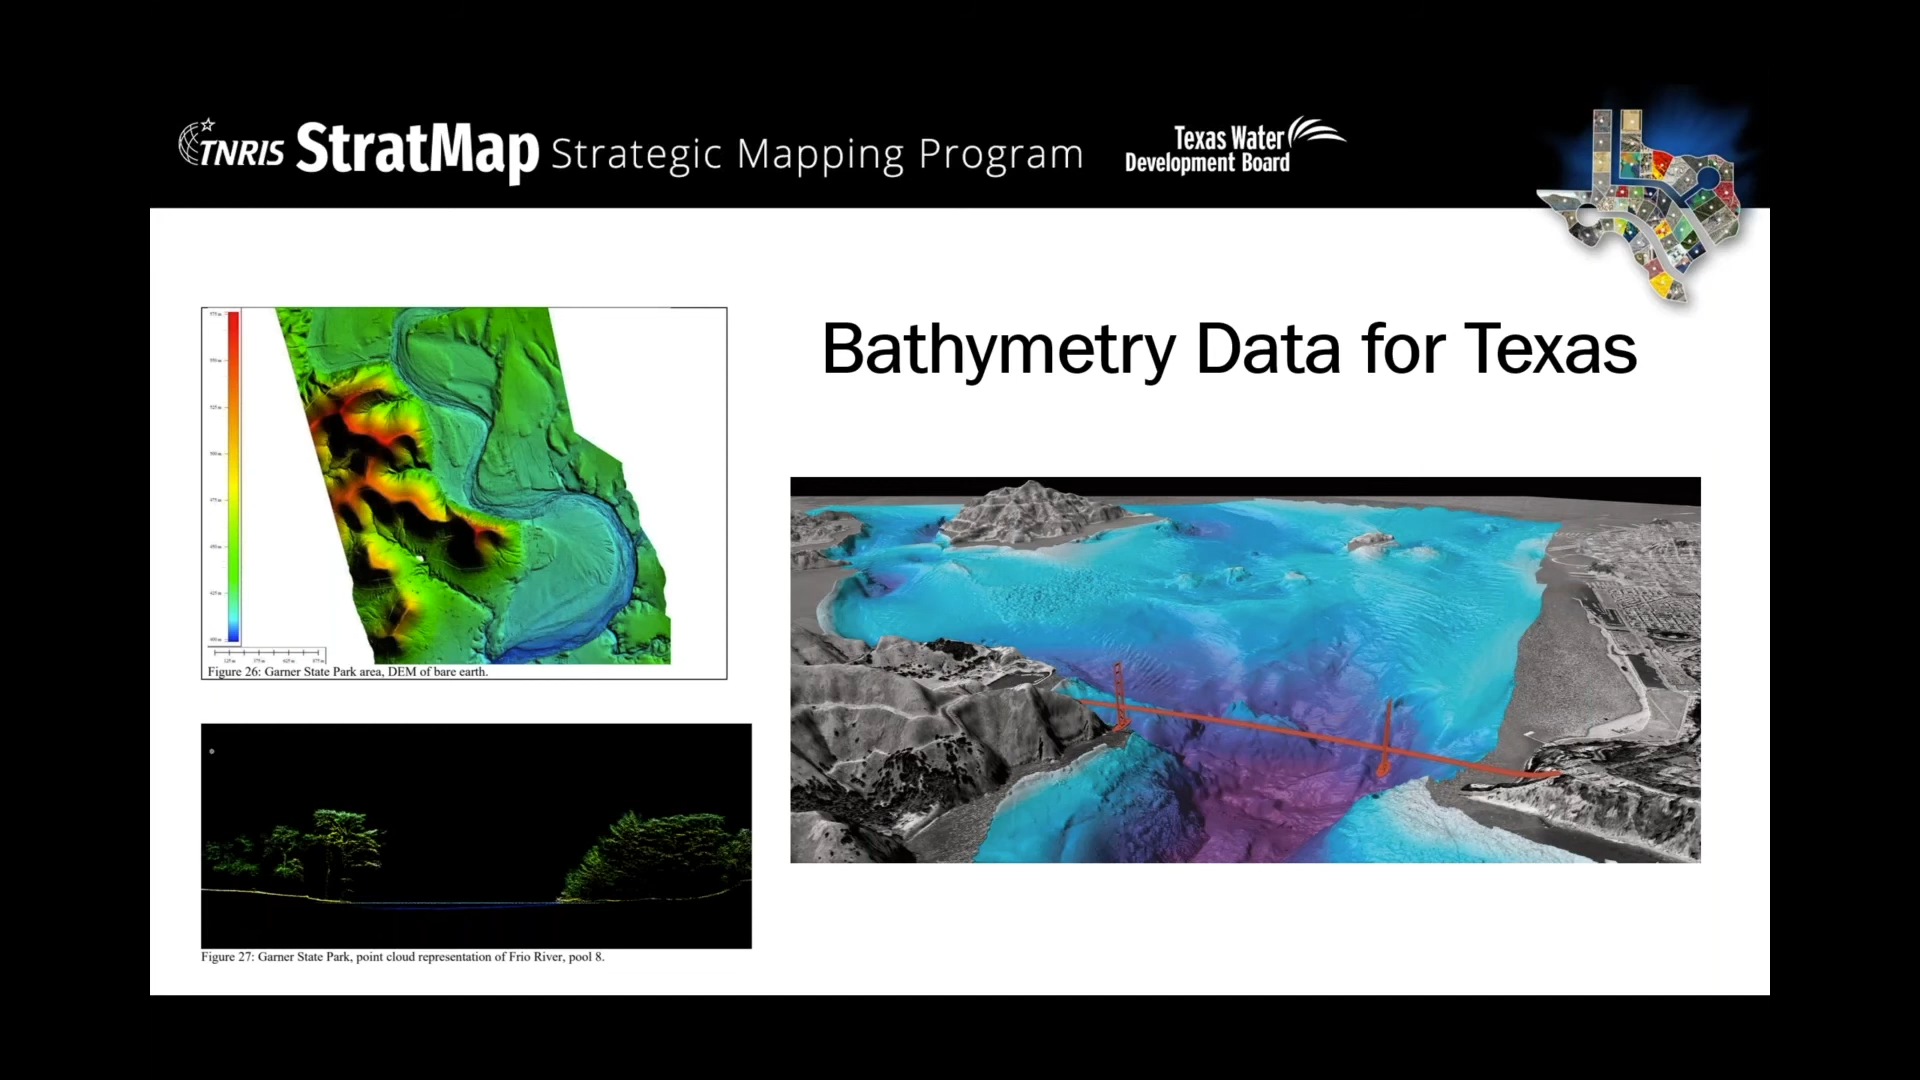 TNRIS StratMap Strategic Mapping Program
Texas Water
Development Board
Bathymetry Data for Texas
Figure 26: Garner State Park area, DEM of bare earth.
Figure 27: Garner State Park, point cloud representation of Frio River, pool 8.